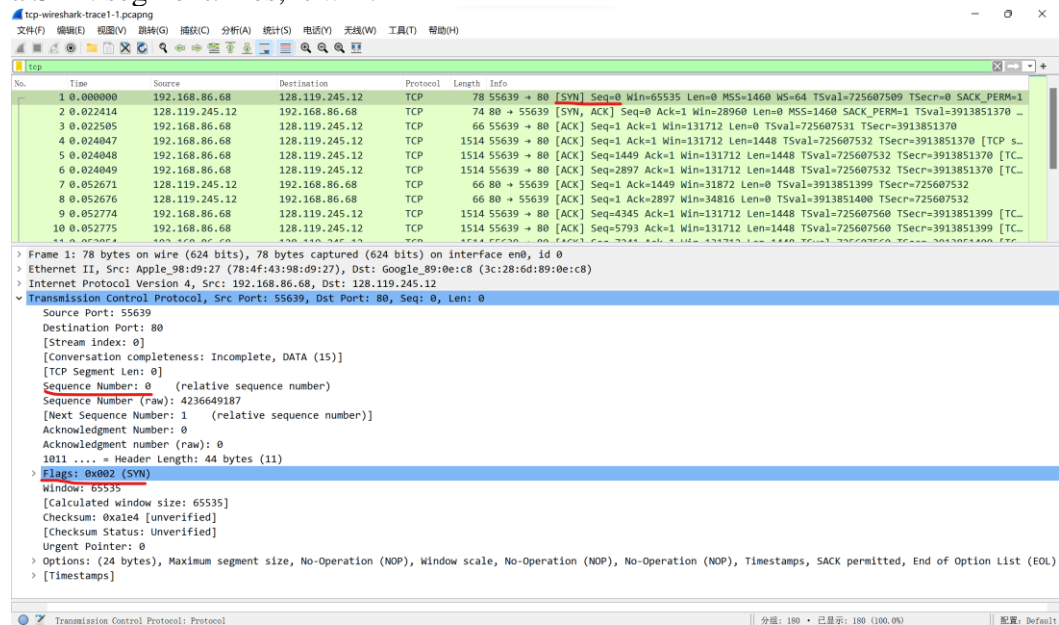 tcp-wireshark-trace1-1.pcapng
文件(F) 编辑(E) 视图(V) 跳转(G) 捕获(C) 分析(A) 统计(S) 电话(Y) 无线(W) 工具(T) 帮助(H)
tcp
No. Time Source Destination Protocol Length Info
1 0.000000 192.168.86.68 128.119.245.12 TCP 78 55639 → 80 [SYN] Seq=0 Win=65535 Len=0 MSS=1460 WS=64 TSval=725607509 TSecr=0 SACK_PERM=1
2 0.022414 128.119.245.12 192.168.86.68 TCP 74 80 → 55639 [SYN, ACK] Seq=0 Ack=1 Win=28960 Len=0 MSS=1460 SACK_PERM=1 TSval=3913851370 …
3 0.022505 192.168.86.68 128.119.245.12 TCP 66 55639 → 80 [ACK] Seq=1 Ack=1 Win=131712 Len=0 TSval=725607531 TSecr=3913851370
4 0.024047 192.168.86.68 128.119.245.12 TCP 1514 55639 → 80 [ACK] Seq=1 Ack=1 Win=131712 Len=1448 TSval=725607532 TSecr=3913851370 [TCP s…
5 0.024048 192.168.86.68 128.119.245.12 TCP 1514 55639 → 80 [ACK] Seq=1449 Ack=1 Win=131712 Len=1448 TSval=725607532 TSecr=3913851370 [TC…
6 0.024049 192.168.86.68 128.119.245.12 TCP 1514 55639 → 80 [ACK] Seq=2897 Ack=1 Win=131712 Len=1448 TSval=725607532 TSecr=3913851370 [TC…
7 0.052671 128.119.245.12 192.168.86.68 TCP 66 80 → 55639 [ACK] Seq=1 Ack=1449 Win=31872 Len=0 TSval=3913851399 TSecr=725607532
8 0.052676 128.119.245.12 192.168.86.68 TCP 66 80 → 55639 [ACK] Seq=1 Ack=2897 Win=34816 Len=0 TSval=3913851400 TSecr=725607532
9 0.052774 192.168.86.68 128.119.245.12 TCP 1514 55639 → 80 [ACK] Seq=4345 Ack=1 Win=131712 Len=1448 TSval=725607560 TSecr=3913851399 [TC…
10 0.052775 192.168.86.68 128.119.245.12 TCP 1514 55639 → 80 [ACK] Seq=5793 Ack=1 Win=131712 Len=1448 TSval=725607560 TSecr=3913851399 [TC…
Frame 1: 78 bytes on wire (624 bits), 78 bytes captured (624 bits) on interface en0, id 0
Ethernet II, Src: Apple_98:d9:27 (78:4f:43:98:d9:27), Dst: Google_89:0e:c8 (3c:28:6d:89:0e:c8)
Internet Protocol Version 4, Src: 192.168.86.68, Dst: 128.119.245.12
Transmission Control Protocol, Src Port: 55639, Dst Port: 80, Seq: 0, Len: 0
Source Port: 55639
Destination Port: 80
[Stream index: 0]
[Conversation completeness: Incomplete, DATA (15)]
[TCP Segment Len: 0]
Sequence Number: 0 (relative sequence number)
Sequence Number (raw): 4236649187
[Next Sequence Number: 1 (relative sequence number)]
Acknowledgment Number: 0
Acknowledgment number (raw): 0
1011 .... = Header Length: 44 bytes (11)
Flags: 0x002 (SYN)
Window: 65535
[Calculated window size: 65535]
Checksum: 0xa1e4 [unverified]
[Checksum Status: Unverified]
Urgent Pointer: 0
Options: (24 bytes), Maximum segment size, No-Operation (NOP), Window scale, No-Operation (NOP), No-Operation (NOP), Timestamps, SACK permitted, End of Option List (EOL)
[Timestamps]
Transmission Control Protocol: Protocol 分组: 180 · 已显示: 180 (100.0%) 配置: Default